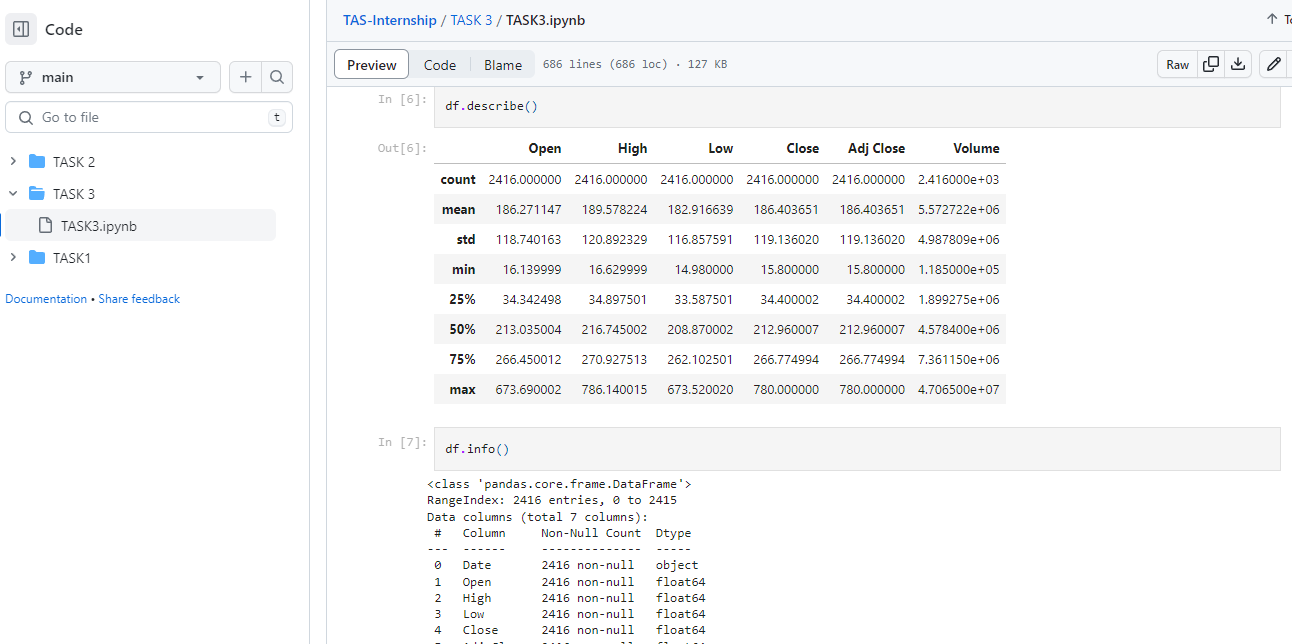 Code
main
Go to file
t
TASK 2
TASK 3
TASK3.ipynb
TASK1
Documentation • Share feedback
TAS-Internship / TASK 3 / TASK3.ipynb
Preview Code Blame 686 lines (686 loc) · 127 KB Raw
In [6]: df.describe()
Out[6]: Open High Low Close Adj Close Volume
count 2416.000000 2416.000000 2416.000000 2416.000000 2416.000000 2.416000e+03
mean 186.271147 189.578224 182.916639 186.403651 186.403651 5.572722e+06
std 118.740163 120.892329 116.857591 119.136020 119.136020 4.987809e+06
min 16.139999 16.629999 14.980000 15.800000 15.800000 1.185000e+05
25% 34.342498 34.897501 33.587501 34.400002 34.400002 1.899275e+06
50% 213.035004 216.745002 208.870002 212.960007 212.960007 4.578400e+06
75% 266.450012 270.927513 262.102501 266.774994 266.774994 7.361150e+06
max 673.690002 786.140015 673.520020 780.000000 780.000000 4.706500e+07
In [7]: df.info()
<class 'pandas.core.frame.DataFrame'>
RangeIndex: 2416 entries, 0 to 2415
Data columns (total 7 columns):
# Column Non-Null Count Dtype
--- ------ -------------- -----
0 Date 2416 non-null object
1 Open 2416 non-null float64
2 High 2416 non-null float64
3 Low 2416 non-null float64
4 Close 2416 non-null float64